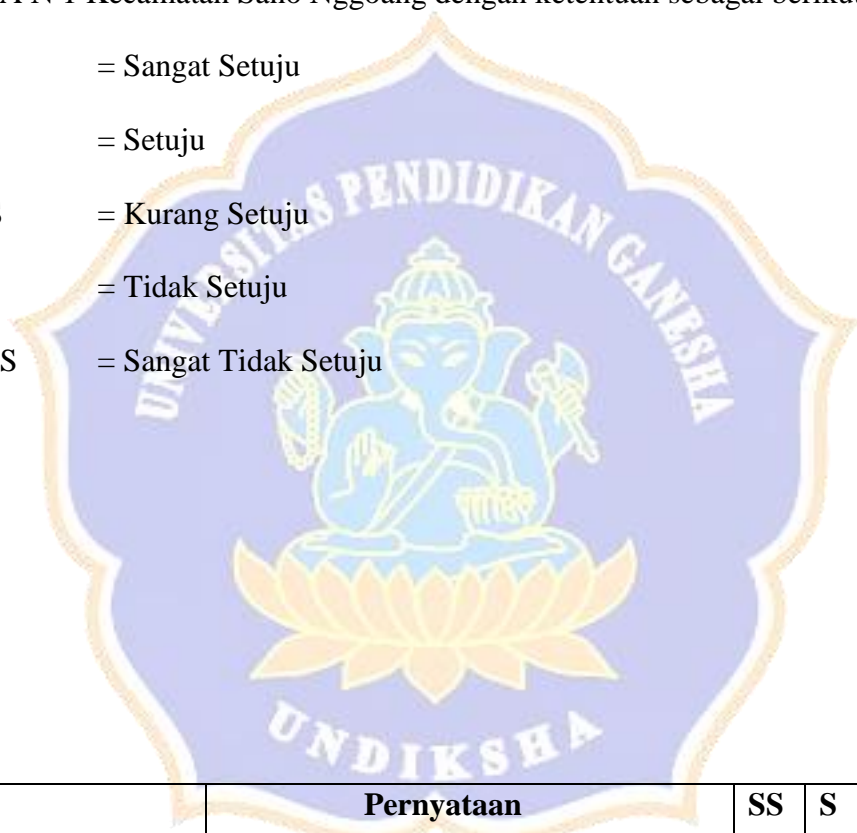 A N 1 Kecamatan Sano Nggoang dengan ketentuan sebagai berikut
= Sangat Setuju
= Setuju
S = Kurang Setuju
= Tidak Setuju
S = Sangat Tidak Setuju
UNIVERSITAS PENDIDIKAN GANESHA
UNDIKSHA
Pernyataan SS S